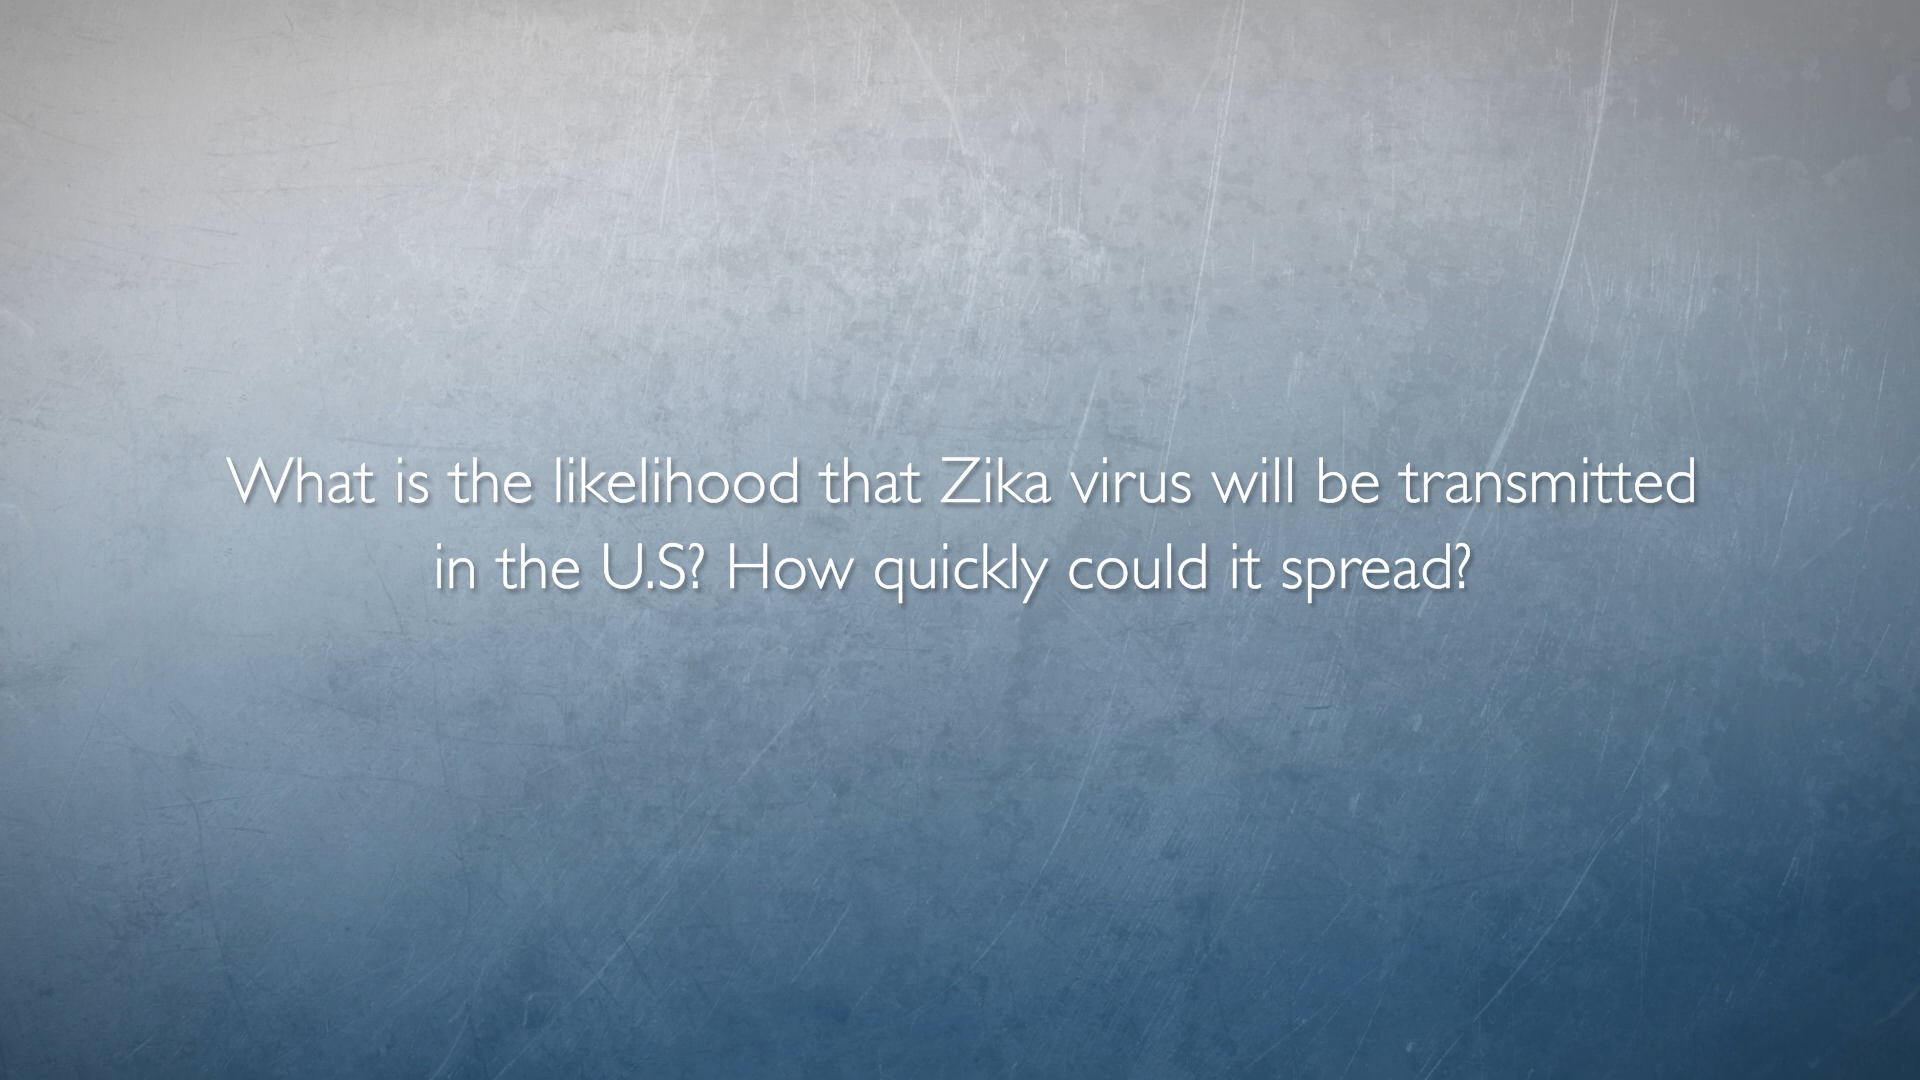 What is the likelihood that Zika virus will be transmitted
in the U.S? How quickly could it spread?